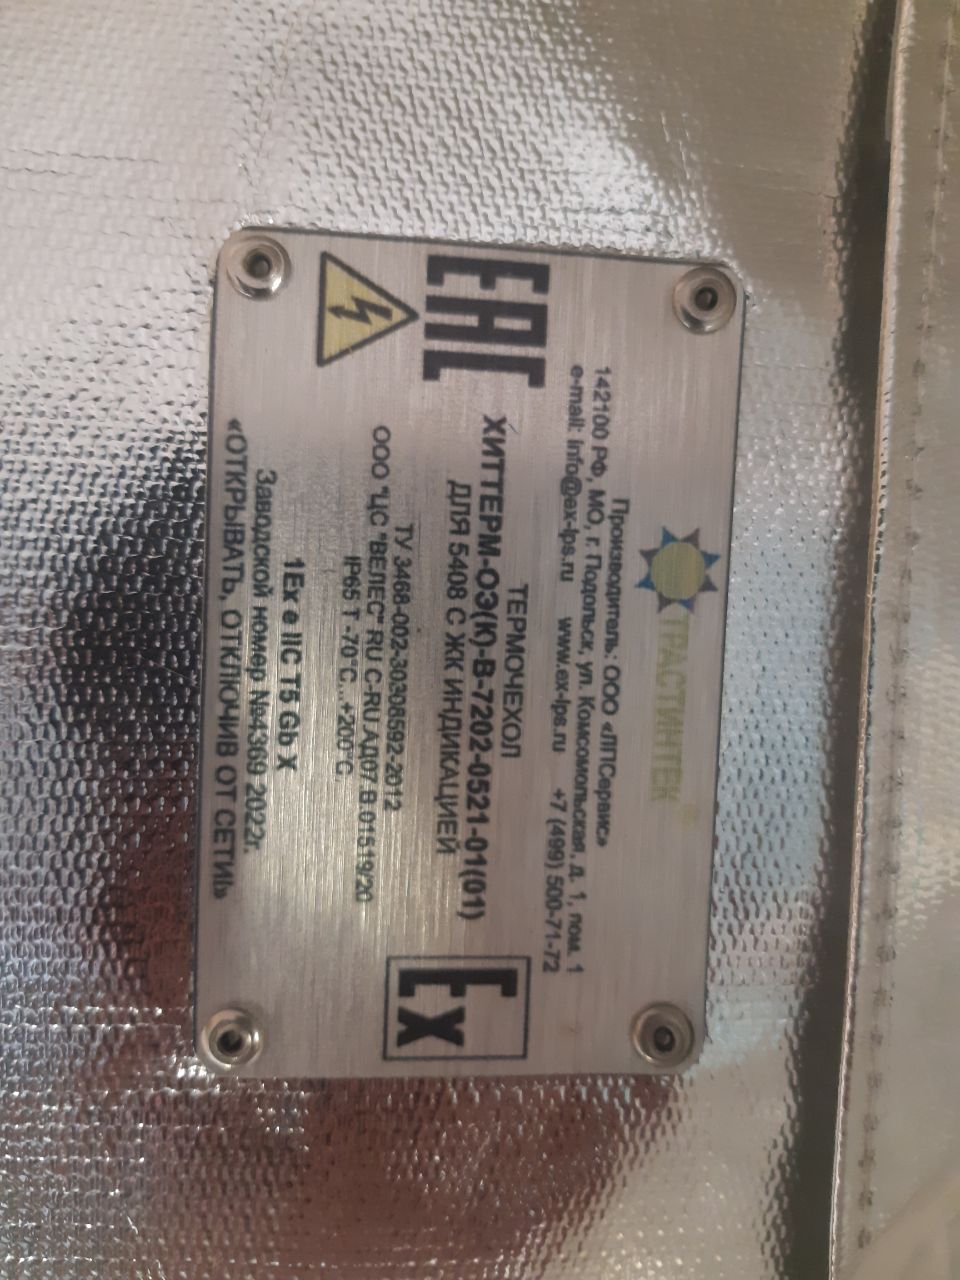 ТРАСТИНТЕК®
Производитель: ООО «ЛПСервис»
142100 РФ, МО, г. Подольск, ул. Комсомольская, д. 1, пом. 1
e-mail: info@ex-lps.ru www.ex-lps.ru +7 (499) 500-71-72
EAC
ТЕРМОЧЕХОЛ
ХИТТЕРМ-ОЭ(К)-В-7202-0521-01(01)
ДЛЯ 5408 С ЖК ИНДИКАЦИЕЙ
Ex
ТУ 3468-002-30308592-2012
ООО "ЦС "ВЕЛЕС" RU C-RU.АД07.В.01519/20
IP65 T -70°C...+200°C
1Ex e IIC T5 Gb X
Заводской номер №4369 2022г.
«ОТКРЫВАТЬ, ОТКЛЮЧИВ ОТ СЕТИ!»